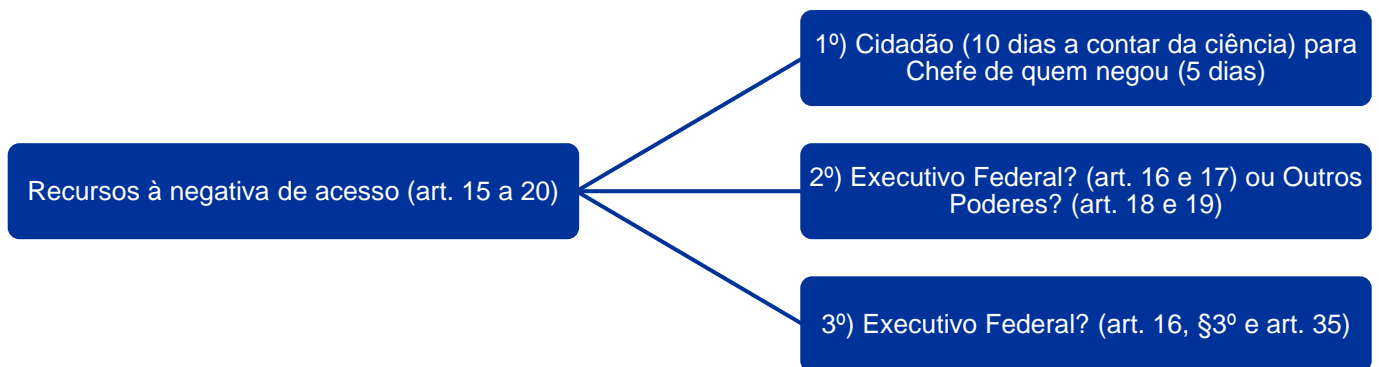 1º) Cidadão (10 dias a contar da ciência) para
Chefe de quem negou (5 dias)
Recursos à negativa de acesso (art. 15 a 20)
2º) Executivo Federal? (art. 16 e 17) ou Outros
Poderes? (art. 18 e 19)
3º) Executivo Federal? (art. 16, §3º e art. 35)